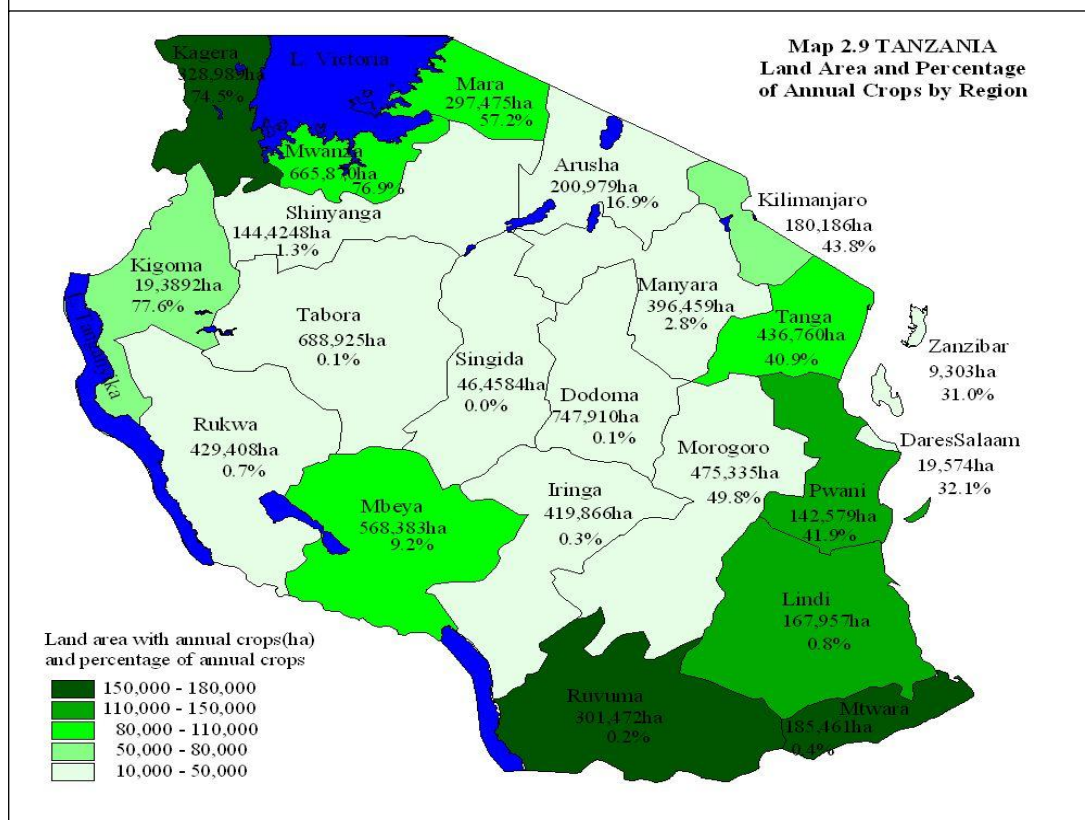 Map 2.9 TANZANIA
Land Area and Percentage
of Annual Crops by Region
Kagera
328,989ha
74.5%
L. Victoria
Mara
297,475ha
57.2%
Mwanza
665,870ha
76.9%
Arusha
200,979ha
16.9%
Kilimanjaro
180,186ha
43.8%
Shinyanga
144,4248ha
1.3%
Kigoma
19,3892ha
77.6%
Tabora
688,925ha
0.1%
Singida
46,4584ha
0.0%
Manyara
396,459ha
2.8%
Tanga
436,760ha
40.9%
Zanzibar
9,303ha
31.0%
Dodoma
747,910ha
0.1%
L. Tanganyika
Rukwa
429,408ha
0.7%
Morogoro
475,335ha
49.8%
DaresSalaam
19,574ha
32.1%
Pwani
142,579ha
41.9%
Mbeya
568,383ha
9.2%
Iringa
419,866ha
0.3%
Lindi
167,957ha
0.8%
Ruvuma
301,472ha
0.2%
Mtwara
185,461ha
0.4%
Land area with annual crops(ha)
and percentage of annual crops
150,000 - 180,000
110,000 - 150,000
80,000 - 110,000
50,000 - 80,000
10,000 - 50,000